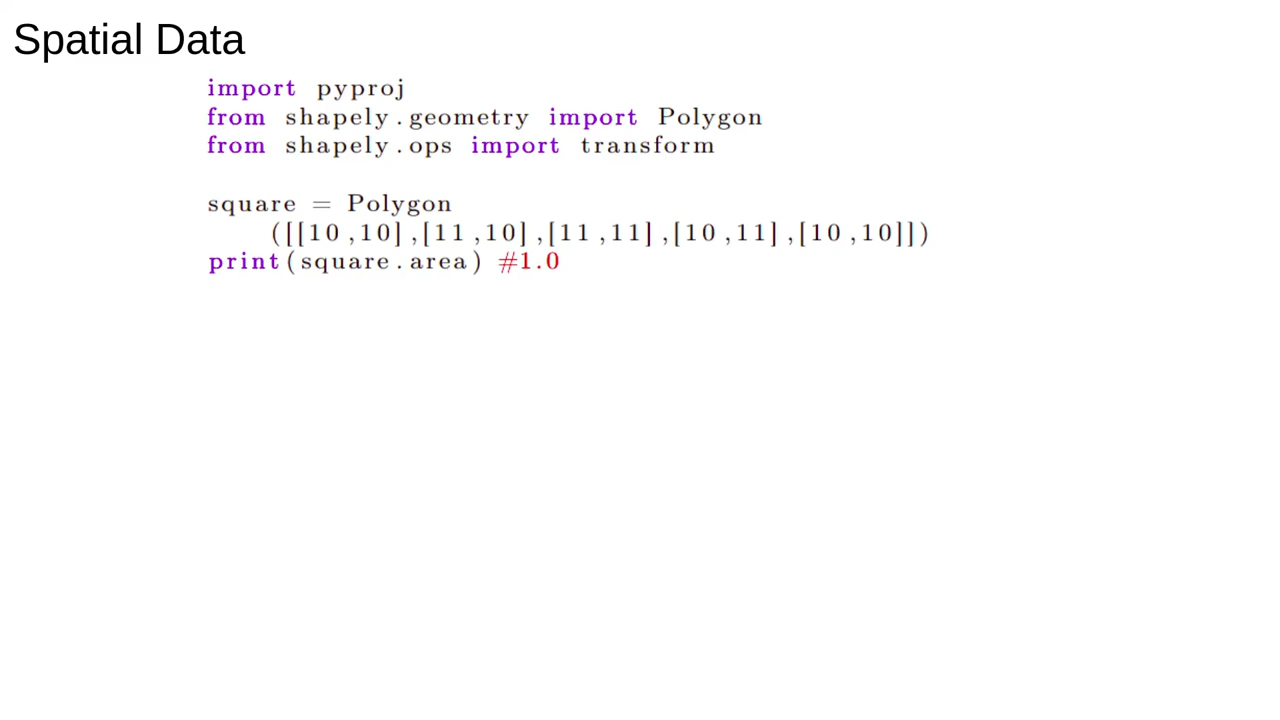 Spatial Data
import pyproj
from shapely.geometry import Polygon
from shapely.ops import transform
square = Polygon
([[10,10],[11,10],[11,11],[10,11],[10,10]])
print(square.area) #1.0